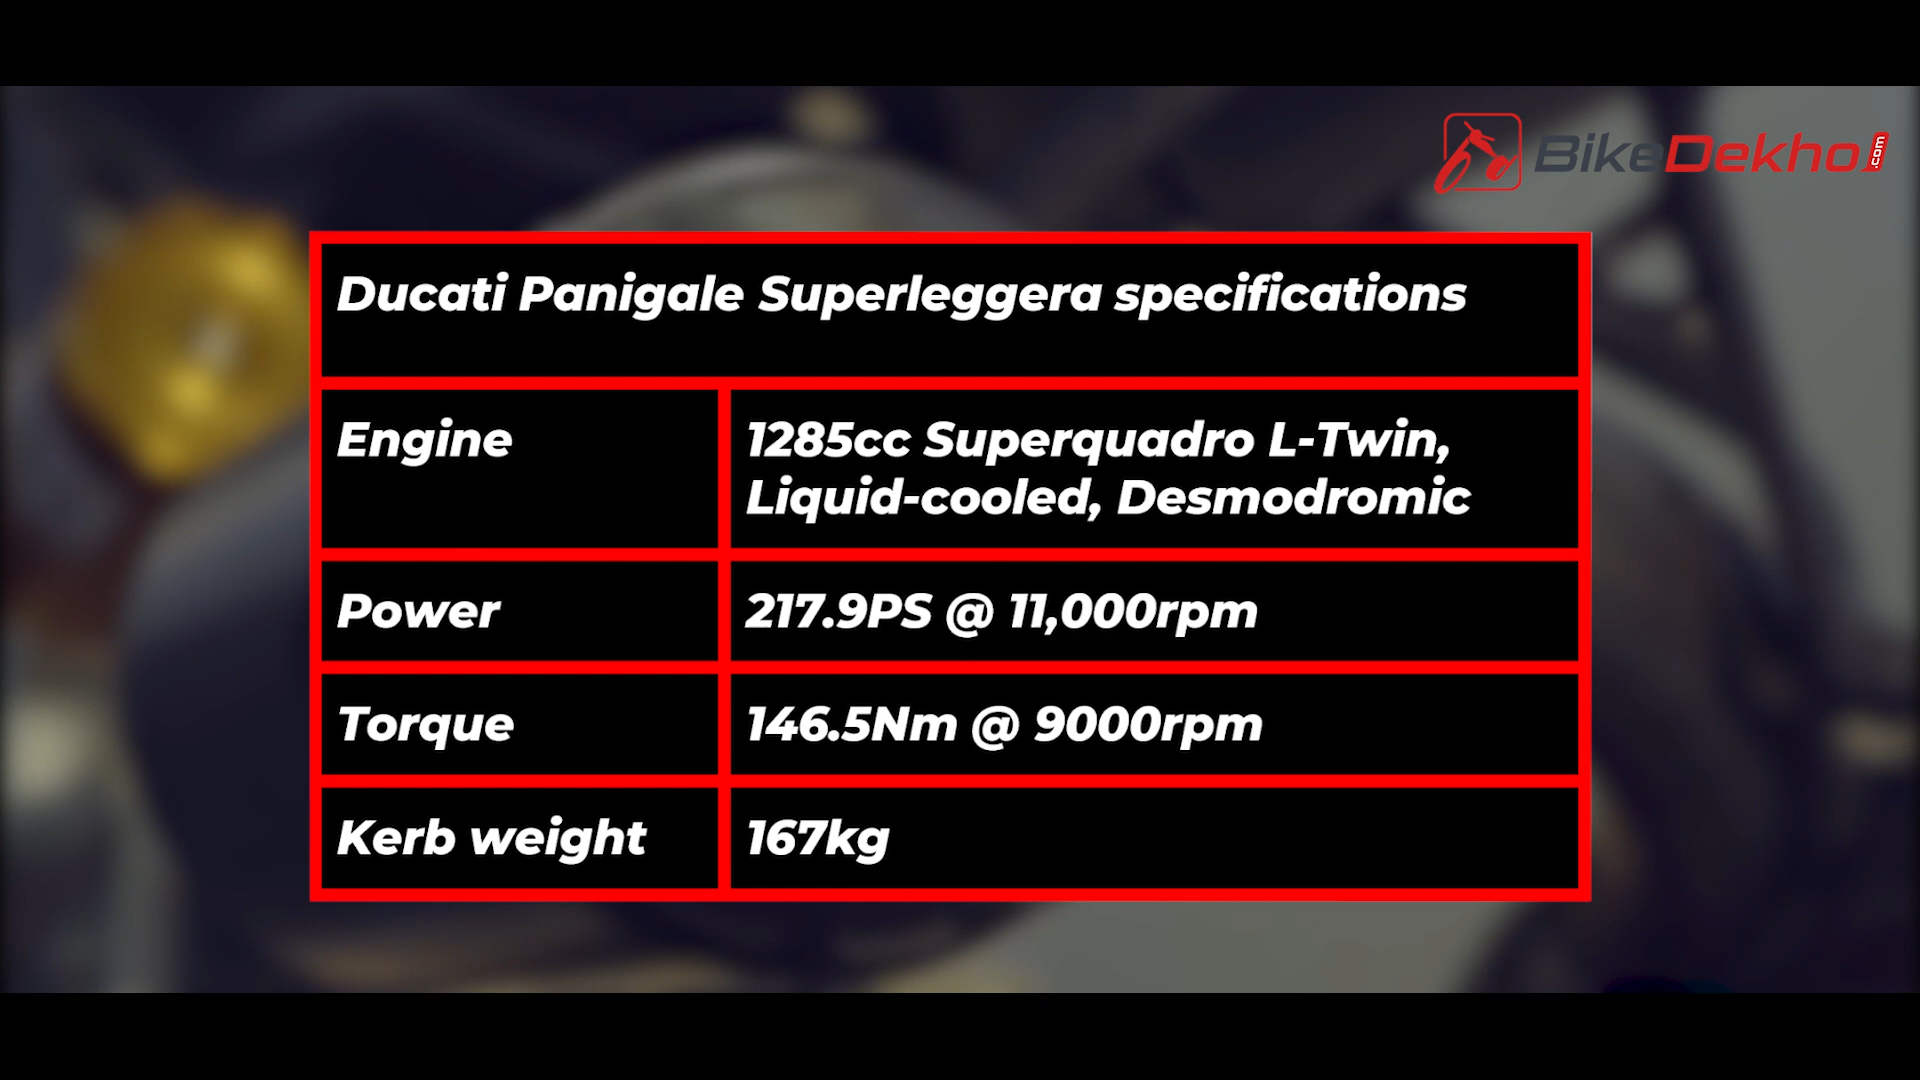 BikeDekho.com
Ducati Panigale Superleggera specifications
Engine
1285cc Superquadro L-Twin,
Liquid-cooled, Desmodromic
Power
217.9PS @ 11,000rpm
Torque
146.5Nm @ 9000rpm
Kerb weight
167kg